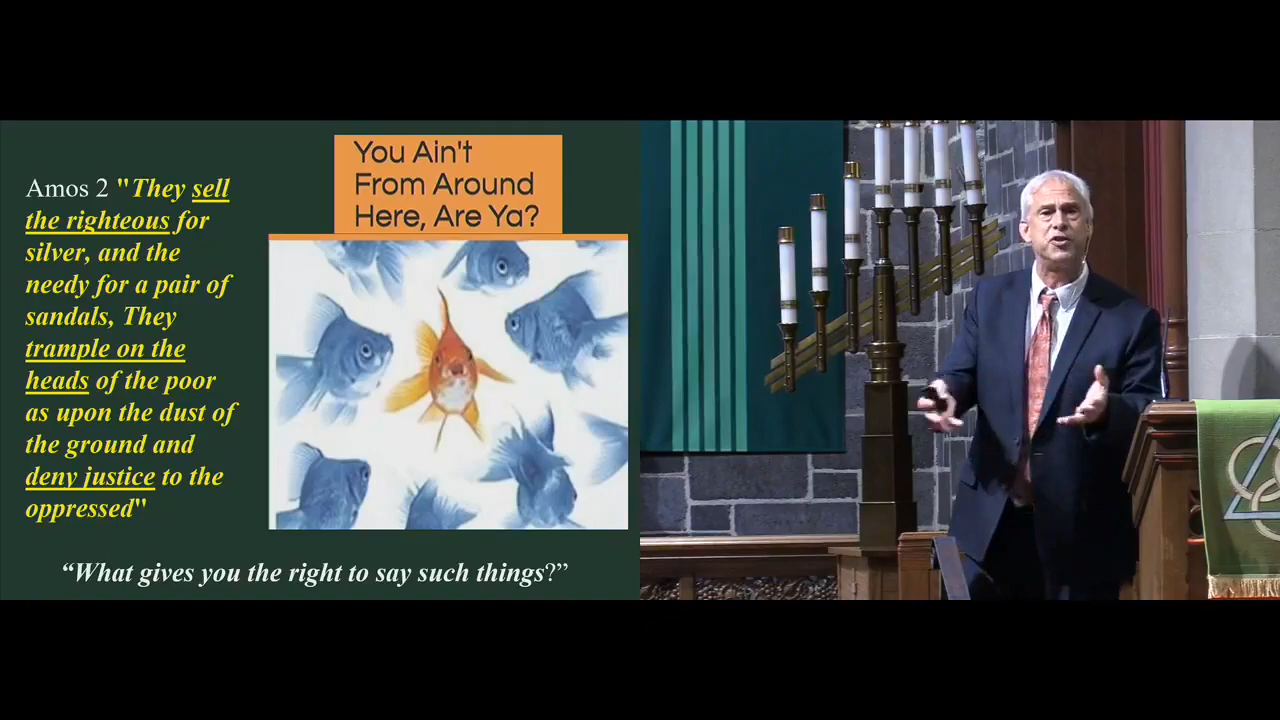 Amos 2 "They sell
the righteous for
silver, and the
needy for a pair of
sandals, They
trample on the
heads of the poor
as upon the dust of
the ground and
deny justice to the
oppressed"
You Ain't
From Around
Here, Are Ya?
“What gives you the right to say such things?”